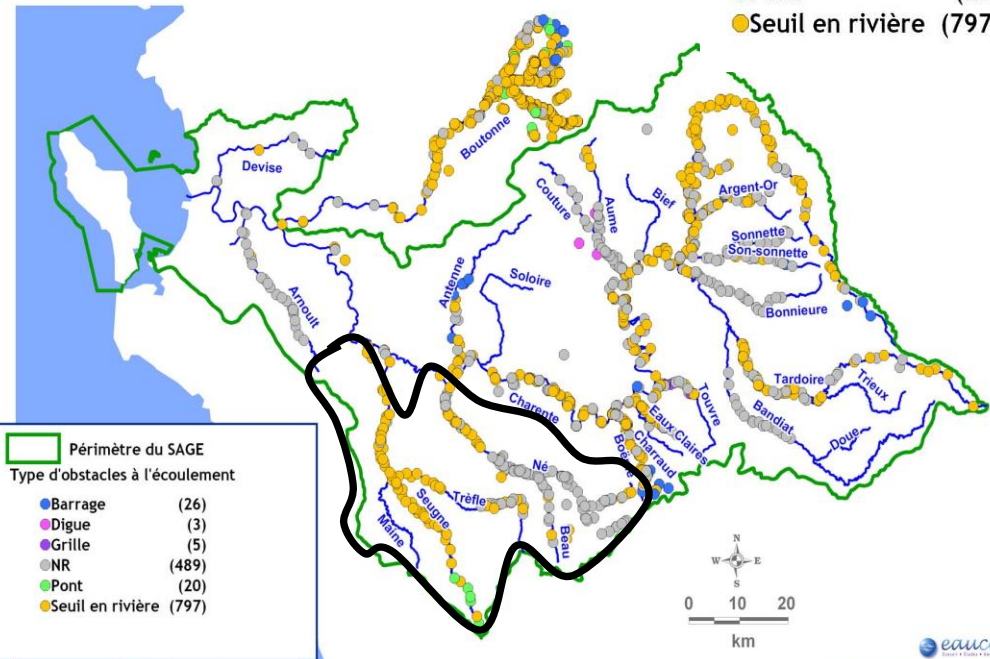 Seuil en rivière (797
Devise
Boutonne
Couture
Aume
Bief
Argent-Or
Sonnette
Son-sonnette
Bonnieure
Antenne
Soloire
Arnoult
Charente
Tardoire
Trieux
Bandiat
Doue
Touvre
Eaux Claires
Charraud
Boëme
Né
Trèfle
Seugne
Maine
Beau
Périmètre du SAGE
Type d'obstacles à l'écoulement
Barrage (26)
Digue (3)
Grille (5)
NR (489)
Pont (20)
Seuil en rivière (797)
N
W E
S
0 10 20
km